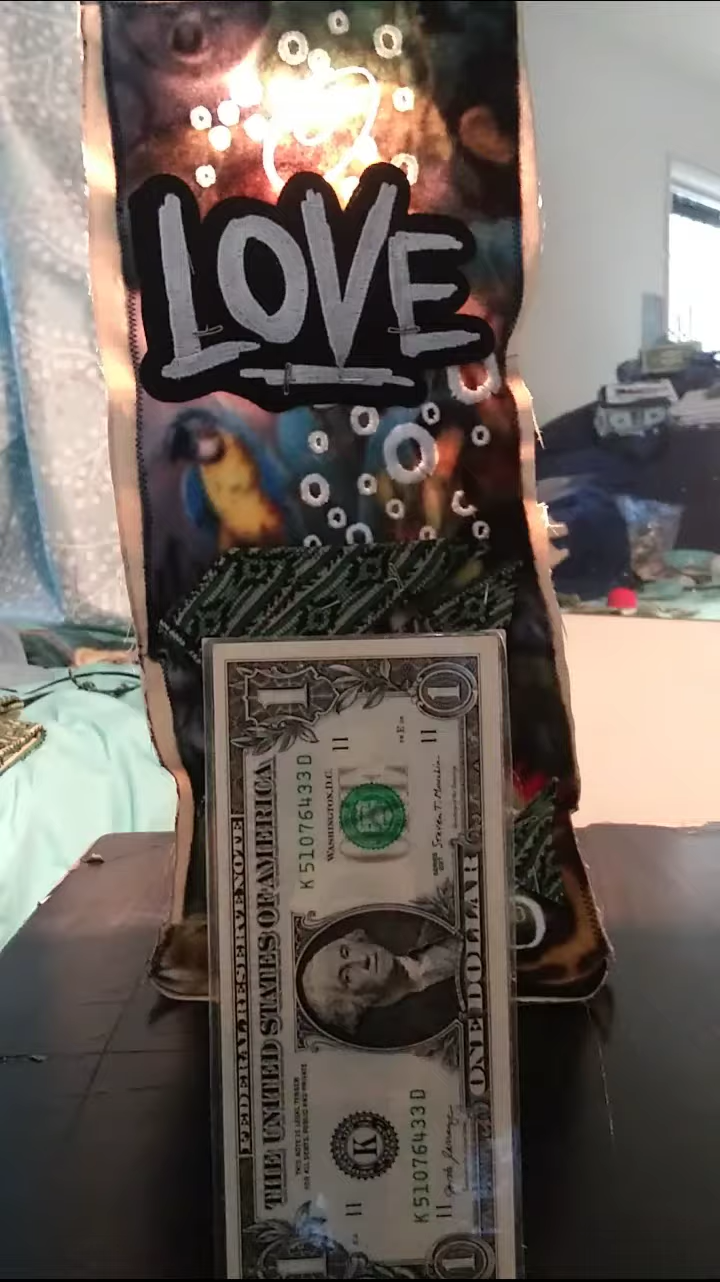 LOVE
FEDERAL RESERVE NOTE
THE UNITED STATES OF AMERICA
THIS NOTE IS LEGAL TENDER
FOR ALL DEBTS, PUBLIC AND PRIVATE
K 51076433 D
WASHINGTON, D.C.
K
11
11
11
11
K 51076433 D
ONE DOLLAR
1
1
1
1